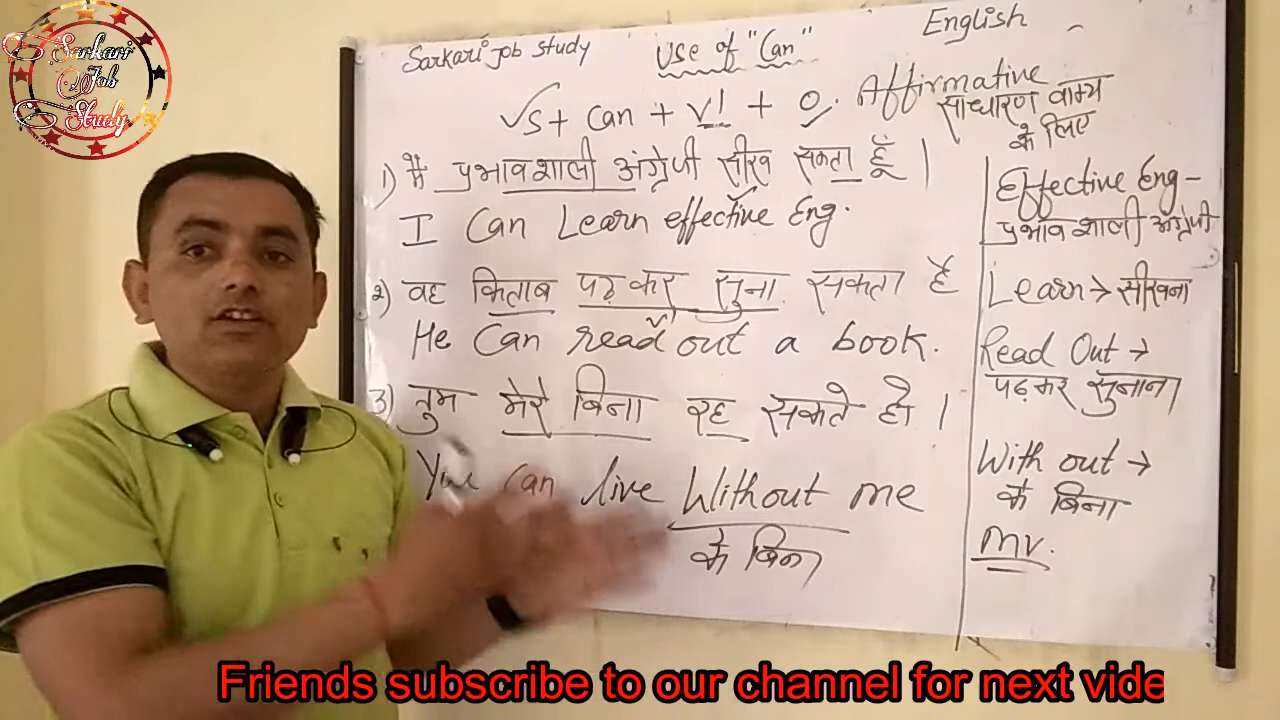 Sarkari
Job
Study
Sarkari job study
Use of "Can"
English
√S + Can + V1 + O.
Affirmative
साधारण वाक्य
के लिए
1) मैं प्रभावशाली अंग्रेजी सीख सकता हूँ |
I Can Learn effective Eng.
2) वह किताब पढ़कर सुना सकता है
He Can read out a book.
3) तुम मेरे बिना रह सकते हो |
You Can live Without me
के बिना
Effective Eng-
प्रभावशाली अंग्रेजी
Learn → सीखना
Read Out →
पढ़कर सुनाना
With out →
के बिना
Mv.
Friends subscribe to our channel for next vide